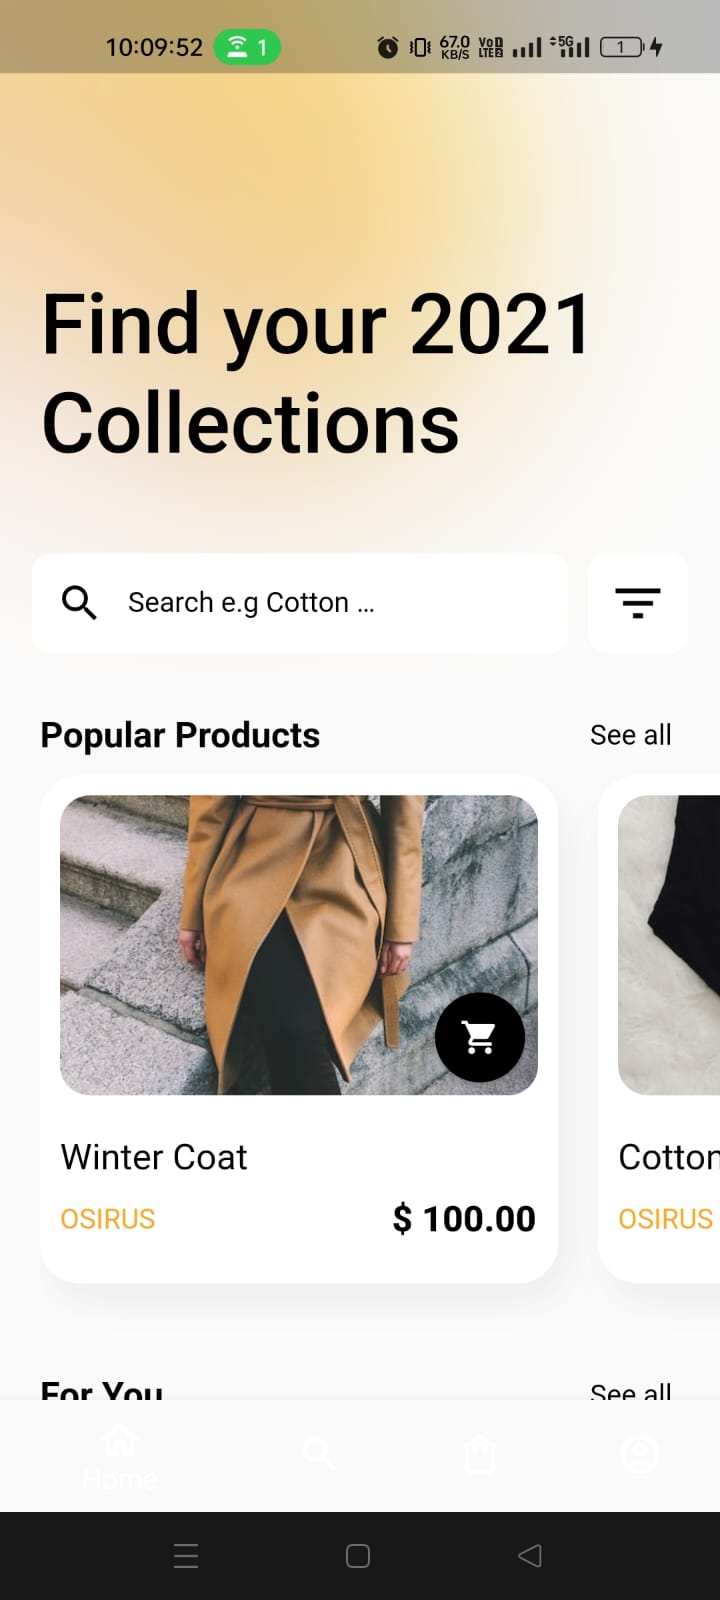 10:09:52 1 67.0 KB/S VoD LTE2 5G 1
Find your 2021
Collections
Search e.g Cotton ...
Popular Products See all
Winter Coat Cotton
OSIRUS $ 100.00 OSIRUS
For You See all
Home